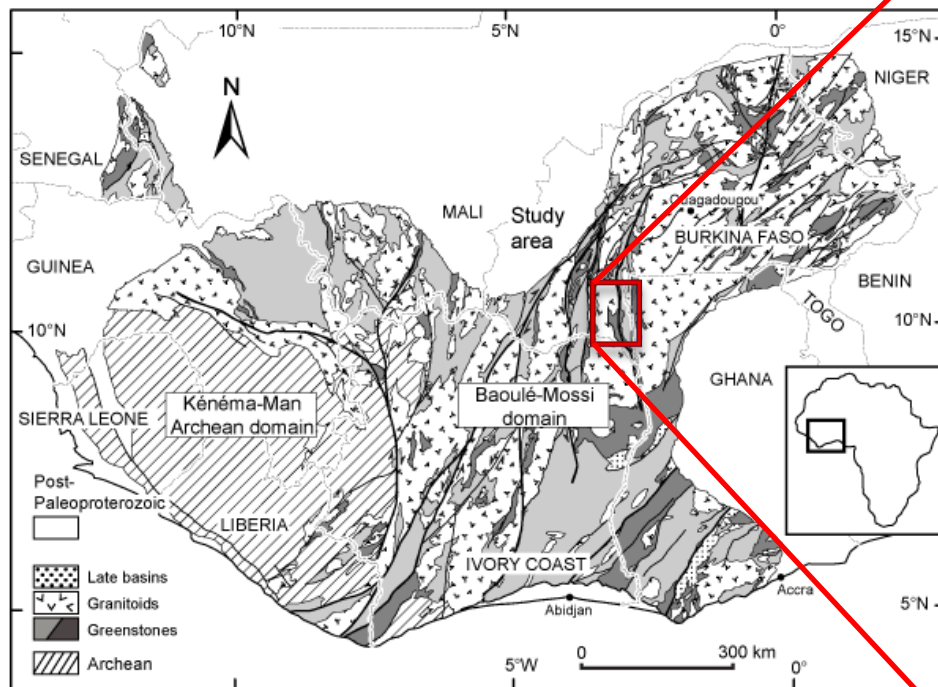 10°N 5°N 0°
15°N
NIGER
N
SENEGAL
MALI
Study
area
Ouagadougou
BURKINA FASO
GUINEA
BENIN
TOGO
10°N
10°N
GHANA
Kénéma-Man
Archean domain
Baoulé-Mossi
domain
SIERRA LEONE
Post-
Paleoproterozoic
LIBERIA
IVORY COAST
Late basins
Granitoids
Greenstones
Archean
Abidjan
Accra
5°N
5°W
0 300 km
0°